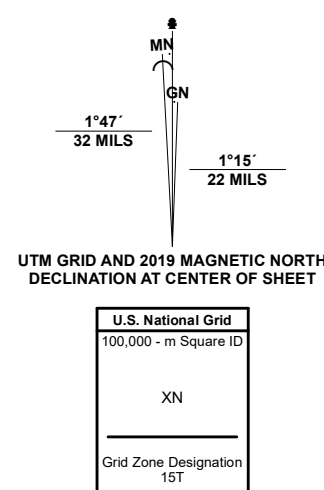 MN
GN
1°47´
32 MILS
1°15´
22 MILS
UTM GRID AND 2019 MAGNETIC NORTH
DECLINATION AT CENTER OF SHEET
U.S. National Grid
100,000 - m Square ID
XN
Grid Zone Designation
15T